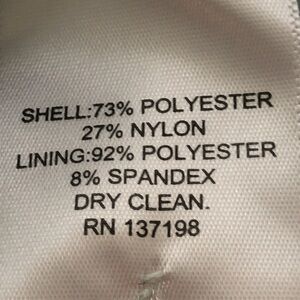 SHELL:73% POLYESTER
27% NYLON
LINING:92% POLYESTER
8% SPANDEX
DRY CLEAN.
RN 137198